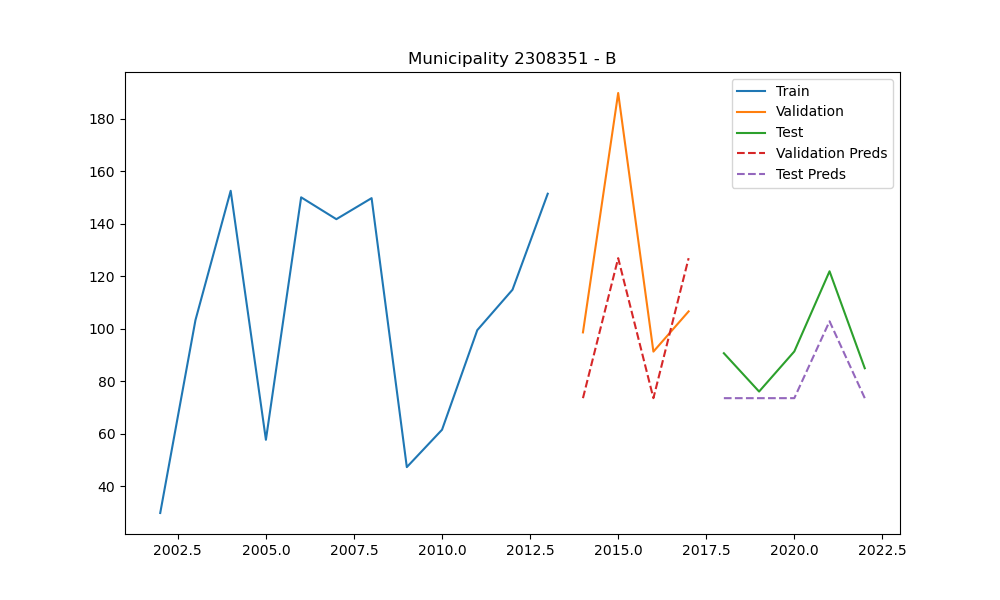 Municipality 2308351 - B
Train
Validation
Test
Validation Preds
Test Preds
180
160
140
120
100
80
60
40
2002.5 2005.0 2007.5 2010.0 2012.5 2015.0 2017.5 2020.0 2022.5